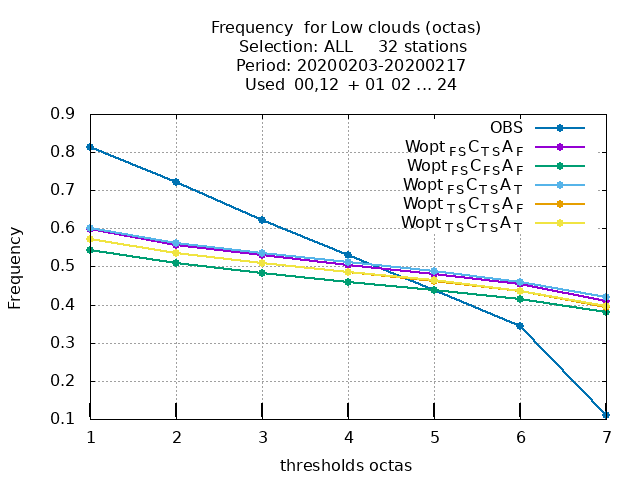 Frequency  for Low clouds (octas)
Selection: ALL     32 stations
Period: 20200203-20200217
Used  00,12  + 01 02 ... 24
0.9
0.8
0.7
0.6
0.5
0.4
0.3
0.2
0.1
Frequency
OBS
Wopt FS C TS A F
Wopt FS C FS A F
Wopt FS C TS A T
Wopt TS C TS A F
Wopt TS C TS A T
1 2 3 4 5 6 7
thresholds octas